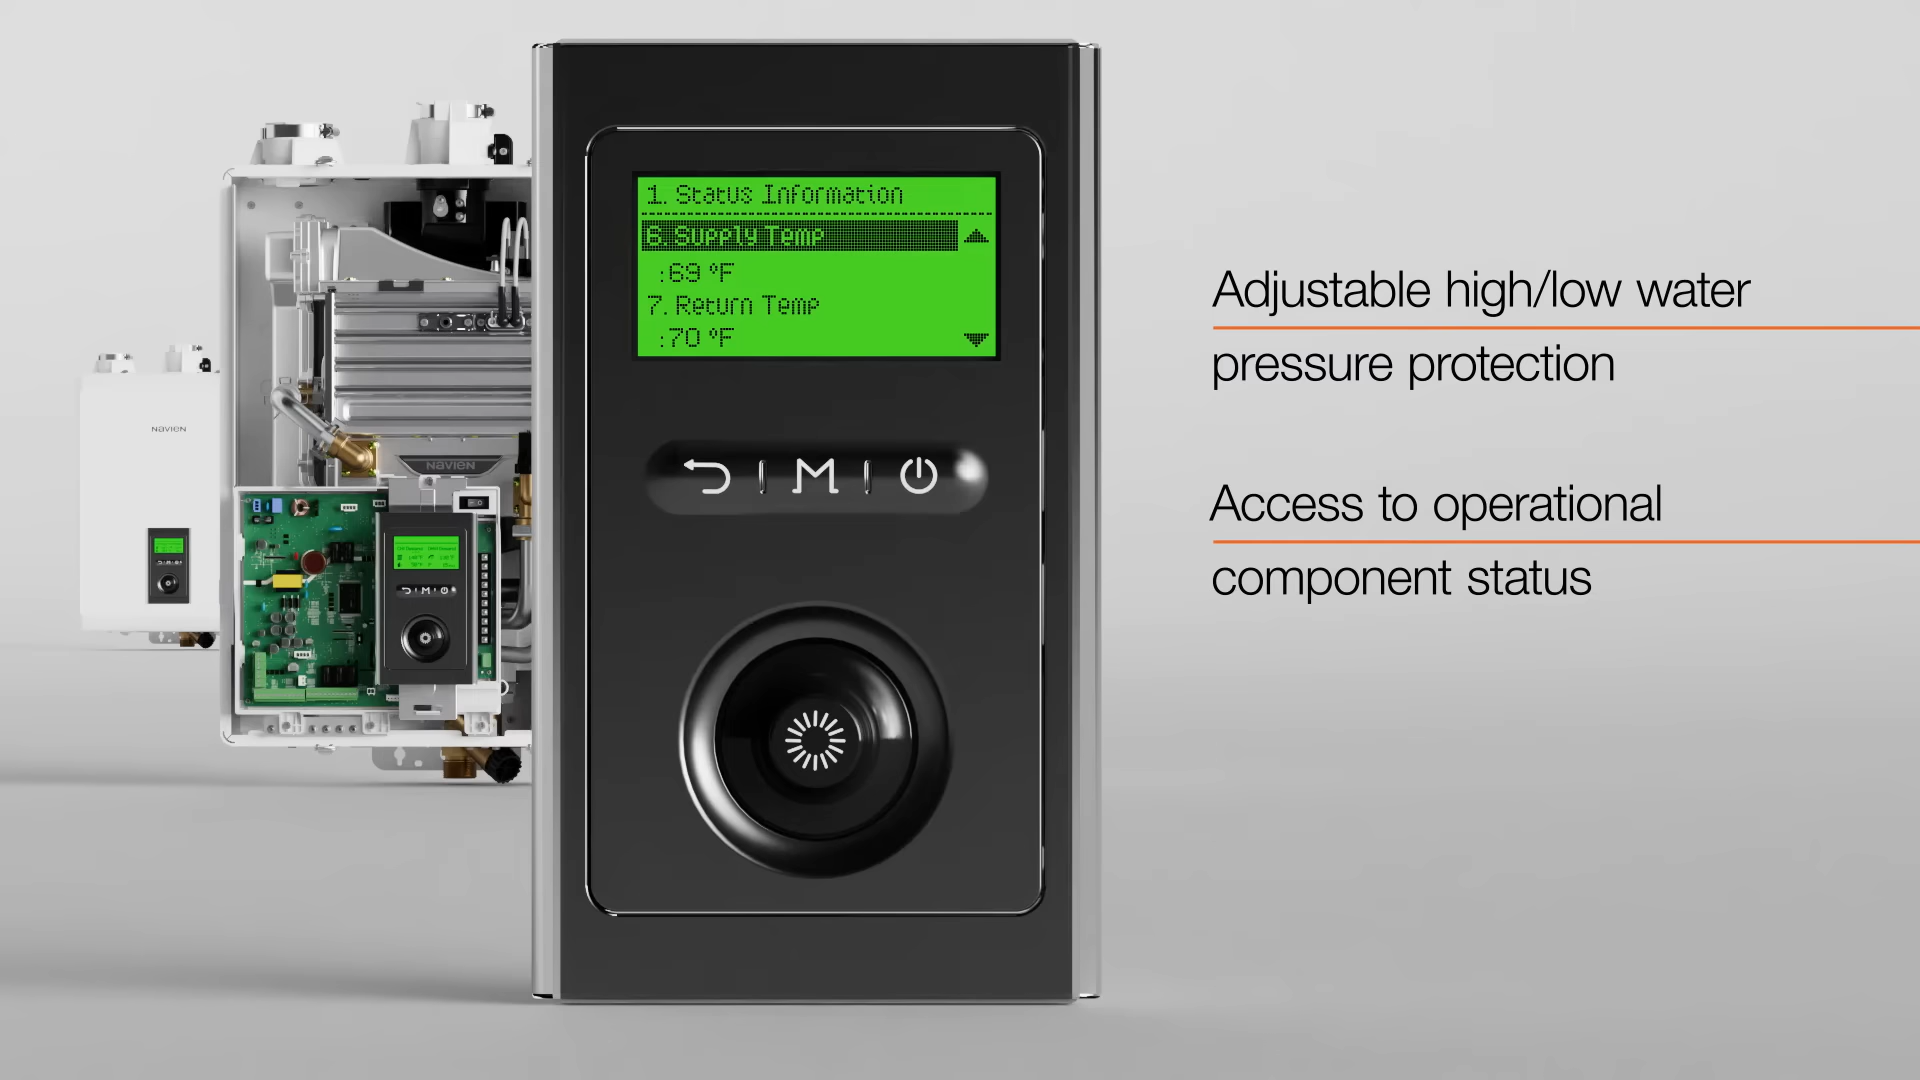 1. Status Information
6. Supply Temp
:69 °F
7. Return Temp
:70 °F
M
Adjustable high/low water
pressure protection
Access to operational
component status
NAVIEN
NAVIEN
M